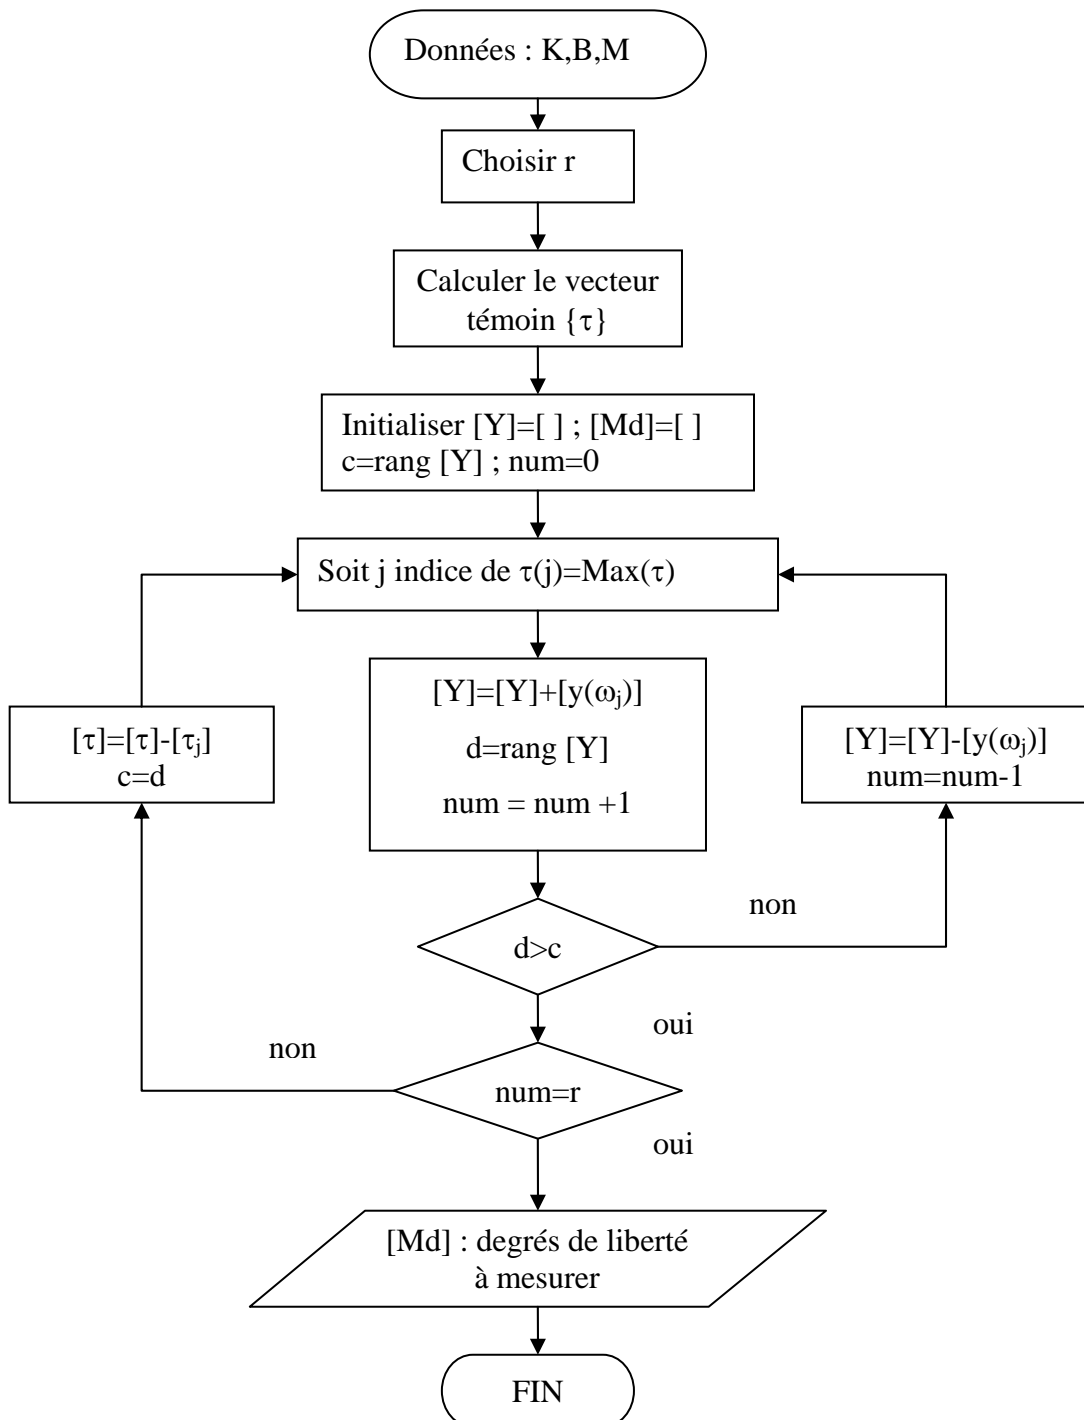 Données : K,B,M
Choisir r
Calculer le vecteur
témoin {τ}
Initialiser [Y]=[ ] ; [Md]=[ ]
c=rang [Y] ; num=0
Soit j indice de τ(j)=Max(τ)
[Y]=[Y]+[y(ωj)]
d=rang [Y]
num = num +1
[τ]=[τ]-[τj]
c=d
[Y]=[Y]-[y(ωj)]
num=num-1
d>c
non
oui
non
num=r
oui
[Md] : degrés de liberté
à mesurer
FIN